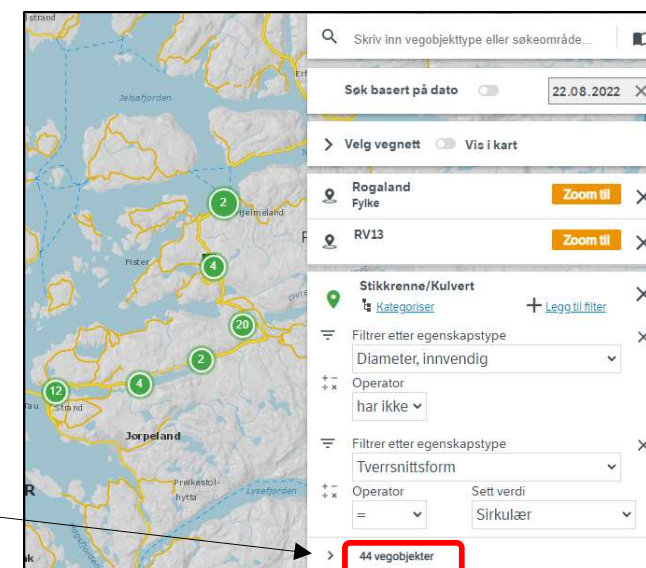 strand
Jelsafjorden
2
Hjelmeland
4
Fister
20
2
4
12
Tau
Strand
Jørpeland
Preikestol-
hytta
Lysefjorden
R
Skriv inn vegobjekttype eller søkeområde...
Søk basert på dato
22.08.2022
Velg vegnett
Vis i kart
Rogaland
Fylke
Zoom til
RV13
Zoom til
Stikkrenne/Kulvert
Kategoriser
Legg til filter
Filtrer etter egenskapstype
Diameter, innvendig
Operator
har ikke
Filtrer etter egenskapstype
Tverrsnittsform
Operator
Sett verdi
=
Sirkulær
44 vegobjekter